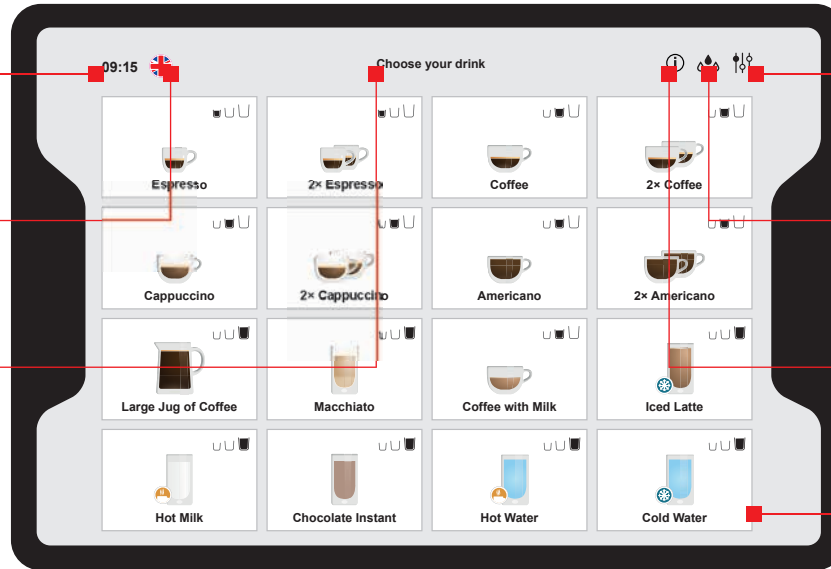 09:15
Choose your drink
Espresso
2× Espresso
Coffee
2× Coffee
Cappuccino
2× Cappuccino
Americano
2× Americano
Large Jug of Coffee
Macchiato
Coffee with Milk
Iced Latte
Hot Milk
Chocolate Instant
Hot Water
Cold Water